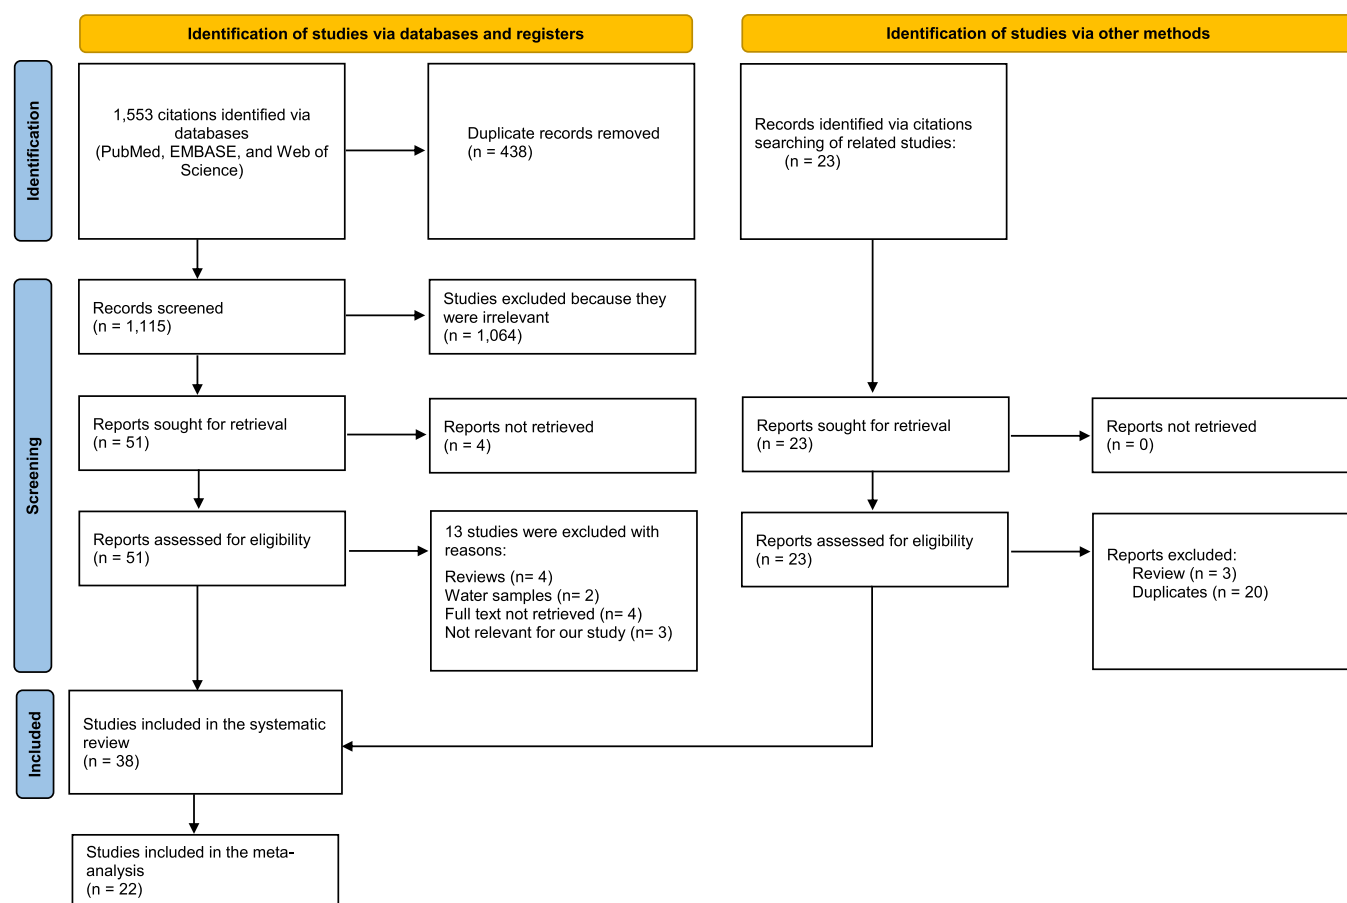 Identification of studies via databases and registers
Identification of studies via other methods
Identification
1,553 citations identified via
databases
(PubMed, EMBASE, and Web of
Science)
Duplicate records removed
(n = 438)
Records identified via citations
searching of related studies:
(n = 23)
Screening
Records screened
(n = 1,115)
Studies excluded because they
were irrelevant
(n = 1,064)
Reports sought for retrieval
(n = 51)
Reports not retrieved
(n = 4)
Reports sought for retrieval
(n = 23)
Reports not retrieved
(n = 0)
Reports assessed for eligibility
(n = 51)
13 studies were excluded with
reasons:
Reviews (n= 4)
Water samples (n= 2)
Full text not retrieved (n= 4)
Not relevant for our study (n= 3)
Reports assessed for eligibility
(n = 23)
Reports excluded:
Review (n = 3)
Duplicates (n = 20)
Included
Studies included in the systematic
review
(n = 38)
Studies included in the meta-
analysis
(n = 22)